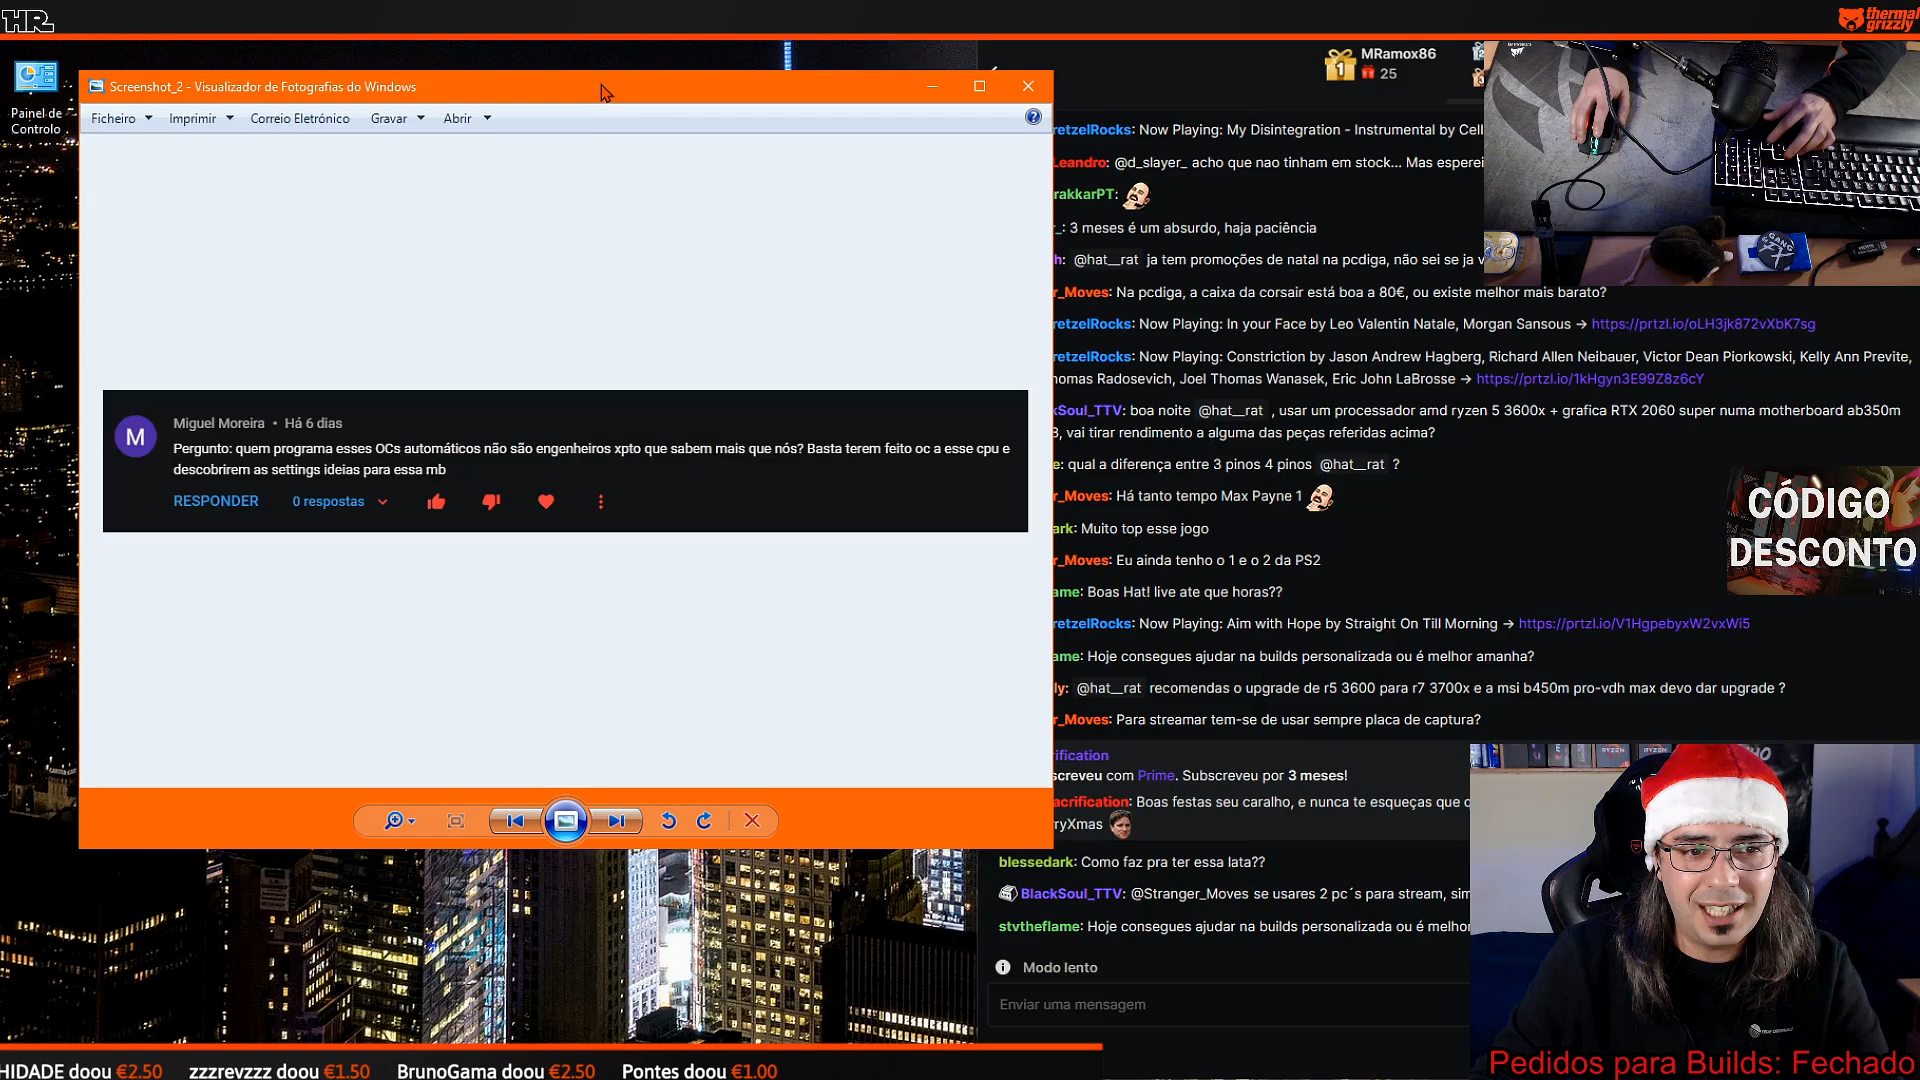 HR.
thermal
grizzly
Painel de
Controlo
Screenshot_2 - Visualizador de Fotografias do Windows
Ficheiro Imprimir Correio Eletrónico Gravar Abrir
Miguel Moreira • Há 6 dias
Pergunto: quem programa esses OCs automáticos não são engenheiros xpto que sabem mais que nós? Basta terem feito oc a esse cpu e
descobrirem as settings ideias para essa mb
RESPONDER 0 respostas
M
1 MRamox86
25
etzelRocks: Now Playing: My Disintegration - Instrumental by Cell
Leandro: @d_slayer_ acho que nao tinham em stock... Mas esperei
rakkarPT:
_: 3 meses é um absurdo, haja paciência
h: @hat__rat ja tem promoções de natal na pcdiga, não sei se ja v
r_Moves: Na pcdiga, a caixa da corsair está boa a 80€, ou existe melhor mais barato?
etzelRocks: Now Playing: In your Face by Leo Valentin Natale, Morgan Sansous → https://prtzl.io/oLH3jk872vXbK7sg
etzelRocks: Now Playing: Constriction by Jason Andrew Hagberg, Richard Allen Neibauer, Victor Dean Piorkowski, Kelly Ann Previte,
homas Radosevich, Joel Thomas Wanasek, Eric John LaBrosse → https://prtzl.io/1kHgyn3E99Z8z6cY
kSoul_TTV: boa noite @hat__rat , usar um processador amd ryzen 5 3600x + grafica RTX 2060 super numa motherboard ab350m
3, vai tirar rendimento a alguma das peças referidas acima?
e: qual a diferença entre 3 pinos 4 pinos @hat__rat ?
r_Moves: Há tanto tempo Max Payne 1
ark: Muito top esse jogo
r_Moves: Eu ainda tenho o 1 e o 2 da PS2
ame: Boas Hat! live ate que horas??
etzelRocks: Now Playing: Aim with Hope by Straight On Till Morning → https://prtzl.io/V1HgpebyxW2vxWi5
ame: Hoje consegues ajudar na builds personalizada ou é melhor amanha?
ly: @hat__rat recomendas o upgrade de r5 3600 para r7 3700x e a msi b450m pro-vdh max devo dar upgrade ?
r_Moves: Para streamar tem-se de usar sempre placa de captura?
ification
screveu com Prime. Subscreveu por 3 meses!
acrification: Boas festas seu caralho, e nunca te esqueças que o
ryXmas
blessedark: Como faz pra ter essa lata??
BlackSoul_TTV: @Stranger_Moves se usares 2 pc´s para stream, sim
stvtheflame: Hoje consegues ajudar na builds personalizada ou é melhor
Modo lento
Enviar uma mensagem
GANG
CÓDIGO
DESCONTO
RYZEN
HIDADE doou €2.50 zzzrevzzz doou €1.50 BrunoGama doou €2.50 Pontes doou €1.00
Pedidos para Builds: Fechado